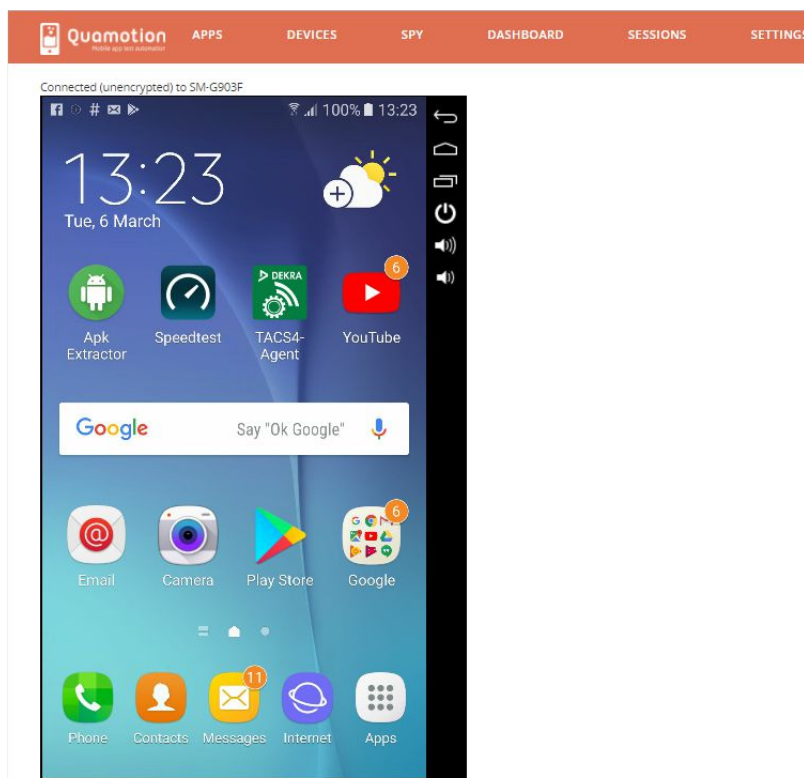 Quamotion APPS DEVICES SPY DASHBOARD SESSIONS SETTINGS
Mobile app test automator
Connected (unencrypted) to SM-G903F
# 100% 13:23
13:23
Tue, 6 March
DEKRA 6
Apk Extractor Speedtest TACS4-Agent YouTube
Google Say "Ok Google"
6
Email Camera Play Store Google
11
Phone Contacts Messages Internet Apps